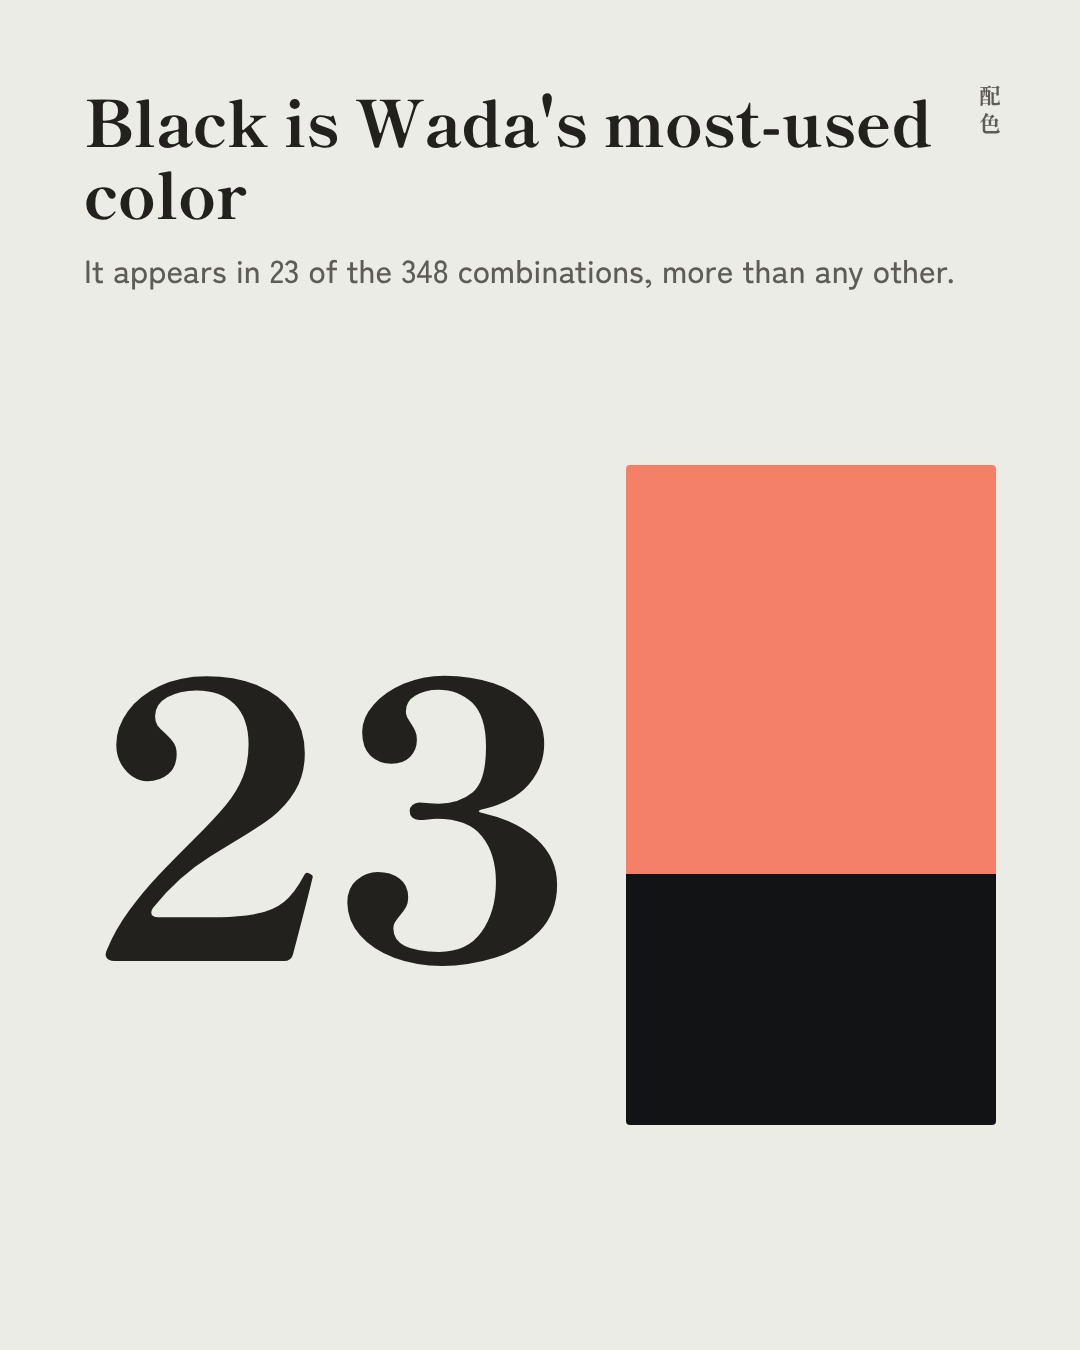 Black is Wada's most-used
color
配色
It appears in 23 of the 348 combinations, more than any other.
23